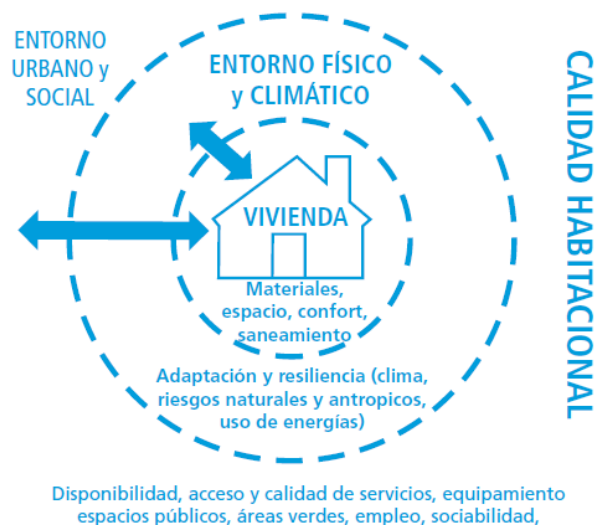 ENTORNO
URBANO y
SOCIAL
ENTORNO FÍSICO
y CLIMÁTICO
CALIDAD HABITACIONAL
VIVIENDA
Materiales,
espacio, confort,
saneamiento
Adaptación y resiliencia (clima,
riesgos naturales y antropicos,
uso de energías)
Disponibilidad, acceso y calidad de servicios, equipamiento
espacios públicos, áreas verdes, empleo, sociabilidad,